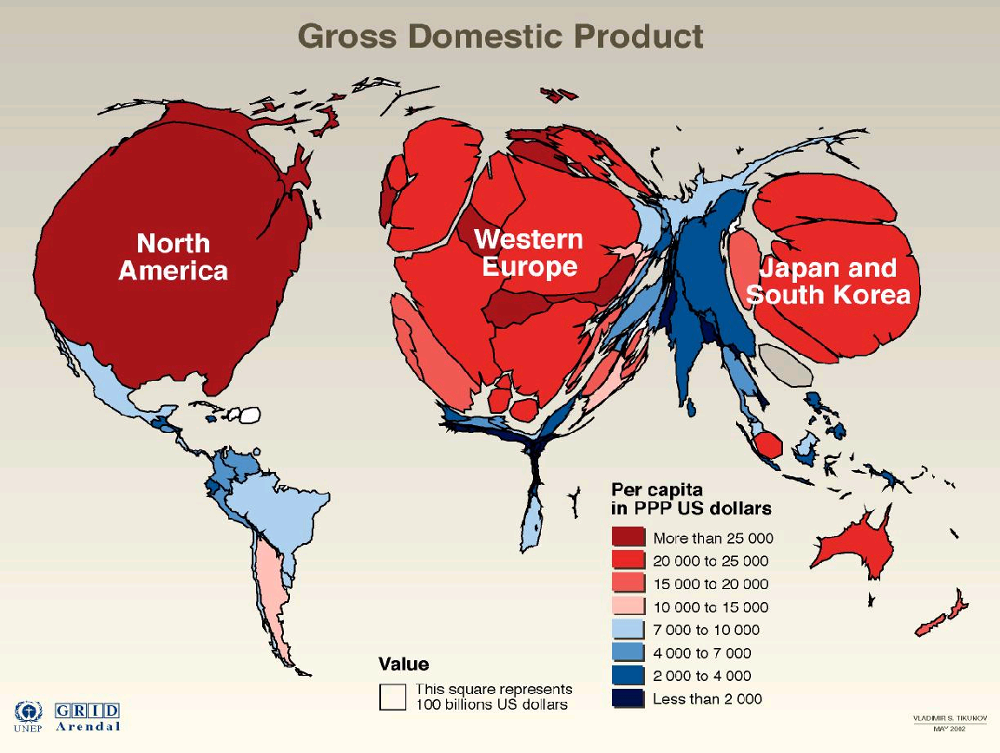 Gross Domestic Product
North
America
Western
Europe
Japan and
South Korea
Per capita
in PPP US dollars
More than 25 000
20 000 to 25 000
15 000 to 20 000
10 000 to 15 000
7 000 to 10 000
4 000 to 7 000
2 000 to 4 000
Less than 2 000
Value
This square represents
100 billions US dollars
UNEP
GRID
Arendal
VLADIMIR S. TIKUNOV
MAY 2002